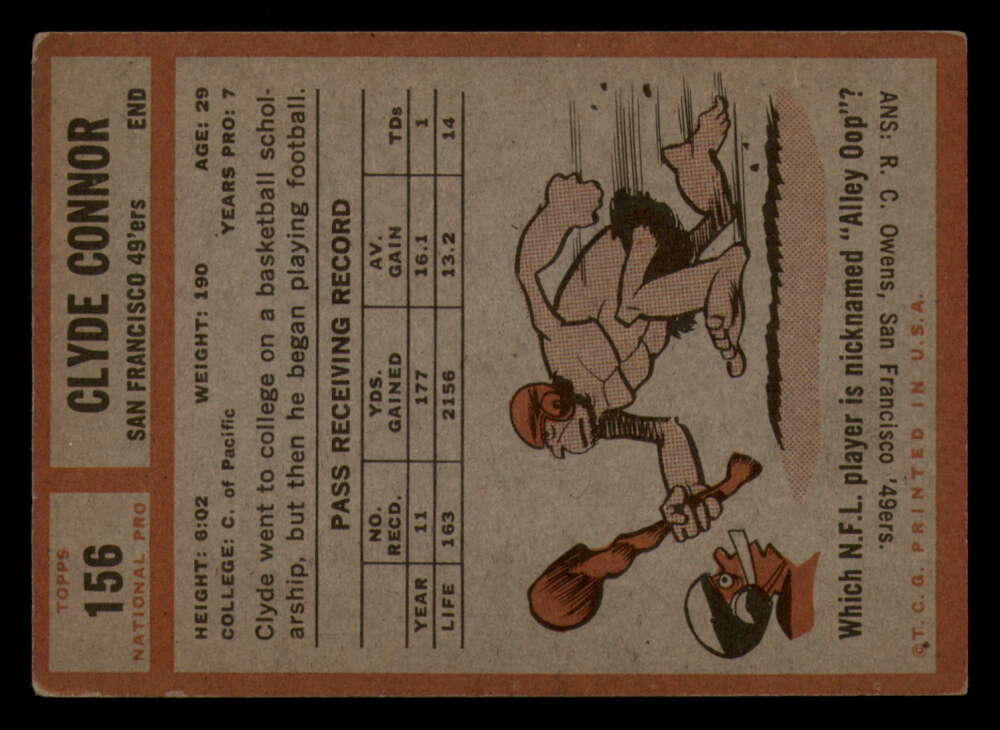 TOPPS
156
NATIONAL PRO
CLYDE CONNOR
SAN FRANCISCO 49'ers END
HEIGHT: 6:02 WEIGHT: 190 AGE: 29
COLLEGE: C. of Pacific YEARS PRO: 7
Clyde went to college on a basketball schol-
arship, but then he began playing football.
PASS RECEIVING RECORD
NO. YDS. AV.
RECD. GAINED GAIN TDs
YEAR 11 177 16.1 1
LIFE 163 2156 13.2 14
Which N.F.L. player is nicknamed "Alley Oop"?
ANS: R. C. Owens, San Francisco '49ers.
©T. C. G. PRINTED IN U.S.A.